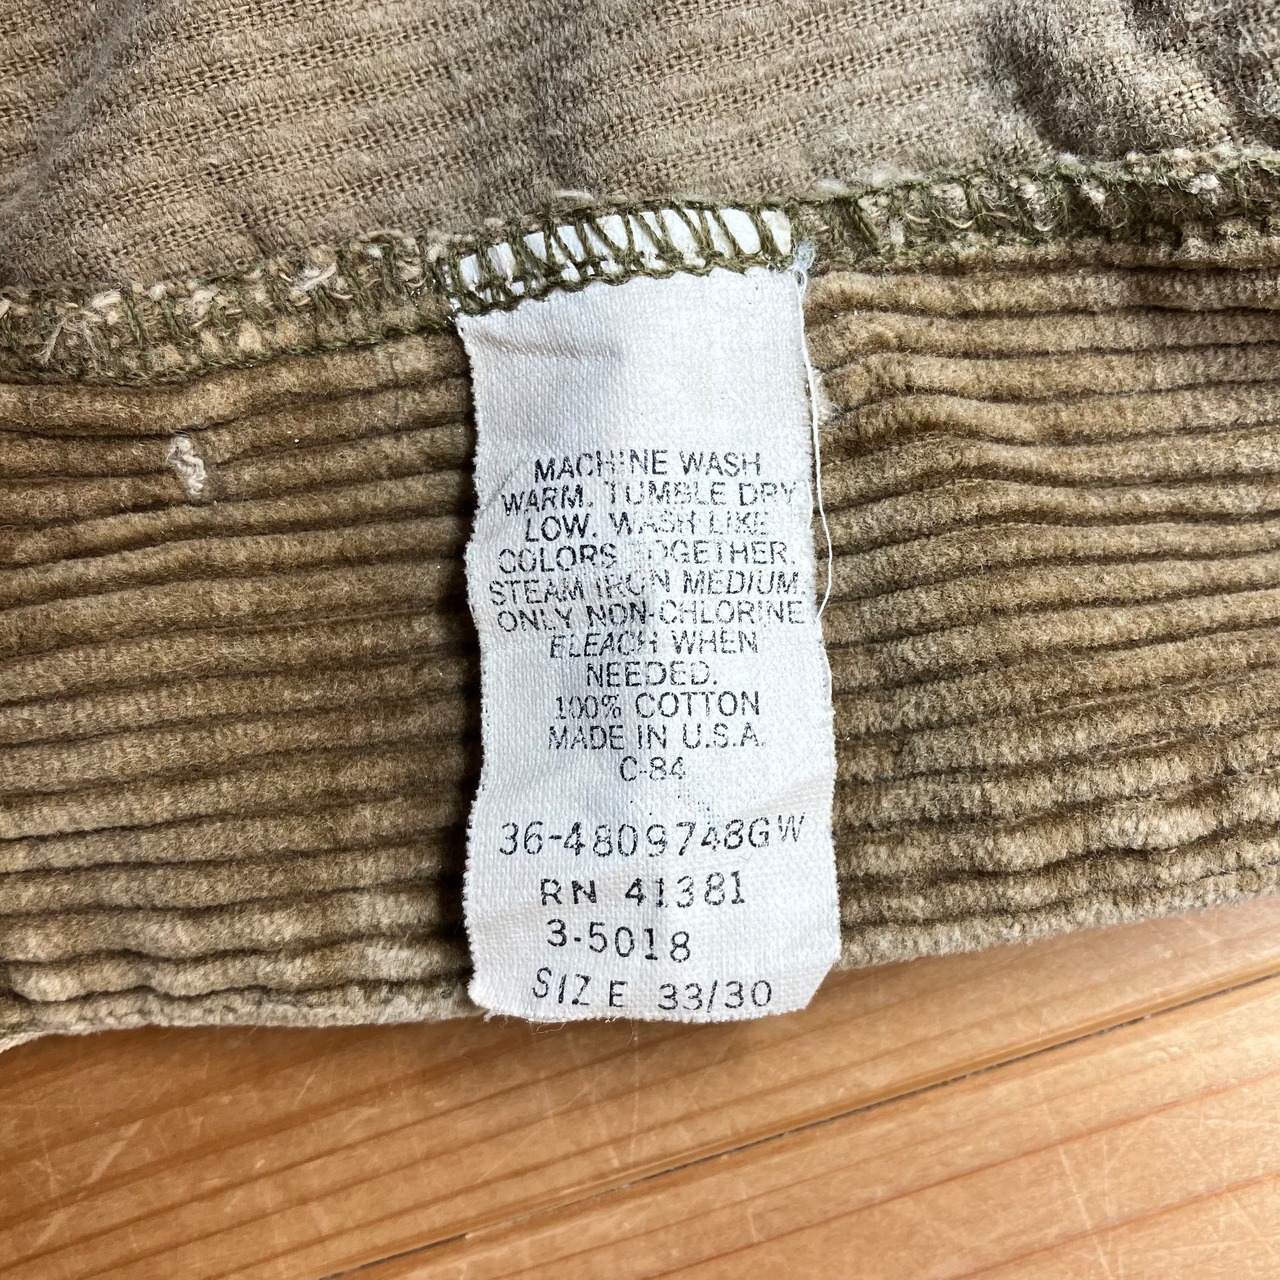 MACHINE WASH
WARM. TUMBLE DRY
LOW. WASH LIKE
COLORS TOGETHER.
STEAM IRON MEDIUM.
ONLY NON-CHLORINE
BLEACH WHEN
NEEDED.
100% COTTON
MADE IN U.S.A.
C-84
36-4809748GW
RN 41381
3-5018
SIZE 33/30